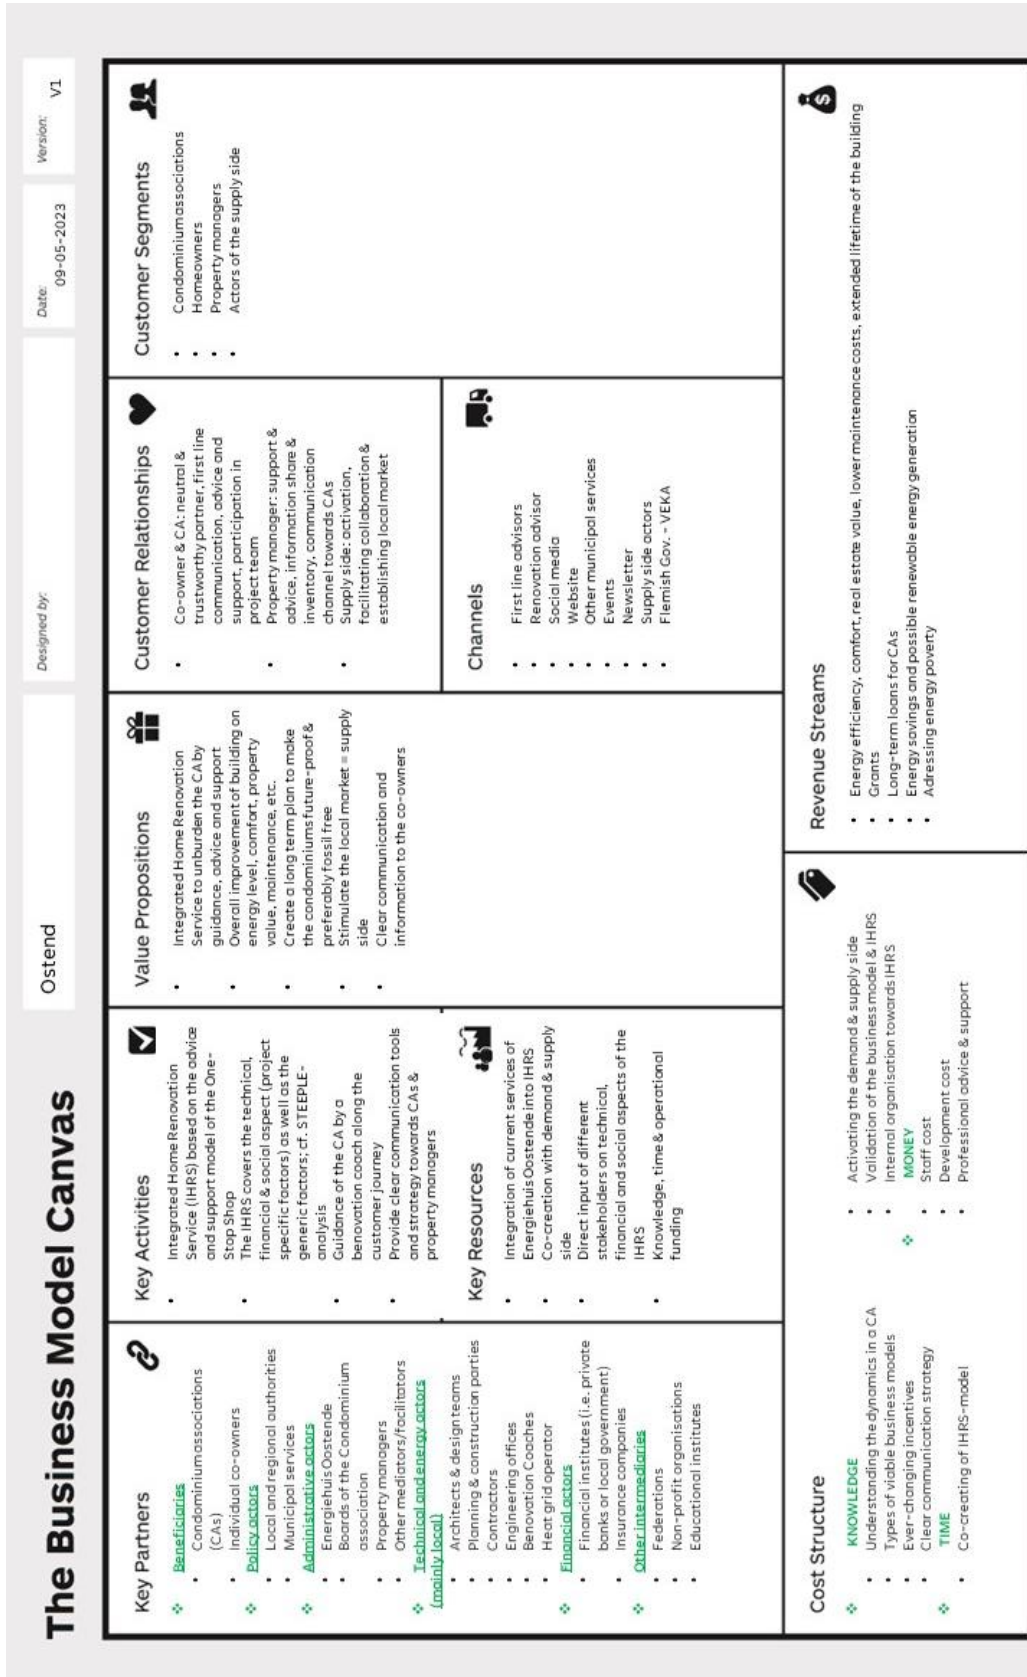 The Business Model Canvas
Ostend
Designed by:
Date:
09-05-2023
Version:
V1
Key Partners
❖ Beneficiaries
• Condominiumassociations
(CAs)
• Individual co-owners
❖ Policy actors
• Local and regional authorities
• Municipal services
❖ Administrative actors
• Energiehuis Oostende
• Boards of the Condominium
association
• Property managers
• Other mediators/facilitators
❖ Technical and energy actors
(mainly local)
• Architects & design teams
• Planning & construction parties
• Contractors
• Engineering offices
• Benovation Coaches
• Heat grid operator
❖ Financial actors
• Financial institutes (i.e. private
banks or local government)
• Insurance companies
❖ Other intermediaries
• Federations
• Non-profit organisations
• Educational institutes
Key Activities
• Integrated Home Renovation
Service (IHRS) based on the advice
and support model of the One-
Stop Shop
• The IHRS covers the technical,
financial & social aspect (project
specific factors) as well as the
generic factors; cf. STEEPLE-
analysis
• Guidance of the CA by a
benovation coach along the
customer journey
• Provide clear communication tools
and strategy towards CAs &
property managers
Key Resources
• Integration of current services of
Energiehuis Oostende into IHRS
• Co-creation with demand & supply
side
• Direct input of different
stakeholders on technical,
financial and social aspects of the
IHRS
• Knowledge, time & operational
funding
Value Propositions
• Integrated Home Renovation
Service to unburden the CA by
guidance, advice and support
• Overall improvement of building on
energy level, comfort, property
value, maintenance, etc.
• Create a long term plan to make
the condominiums future-proof &
preferably fossil free
• Stimulate the local market = supply
side
• Clear communication and
information to the co-owners
Customer Relationships
• Co-owner & CA: neutral &
trustworthy partner, first line
communication, advice and
support, participation in
project team
• Property manager: support &
advice, information share &
inventory, communication
channel towards CAs
• Supply side: activation,
facilitating collaboration &
establishing local market
Channels
• First line advisors
• Renovation advisor
• Social media
• Website
• Other municipal services
• Events
• Newsletter
• Supply side actors
• Flemish Gov. - VEKA
Customer Segments
• Condominiumassociations
• Homeowners
• Property managers
• Actors of the supply side
Cost Structure
❖ KNOWLEDGE
• Understanding the dynamics in a CA
• Types of viable business models
• Ever-changing incentives
• Clear communication strategy
❖ TIME
• Co-creating of IHRS-model
• Activating the demand & supply side
• Validation of the business model & IHRS
• Internal organisation towards IHRS
❖ MONEY
• Staff cost
• Development cost
• Professional advice & support
Revenue Streams
• Energy efficiency, comfort, real estate value, lower maintenance costs, extended lifetime of the building
• Grants
• Long-term loans for CAs
• Energy savings and possible renewable energy generation
• Adressing energy poverty